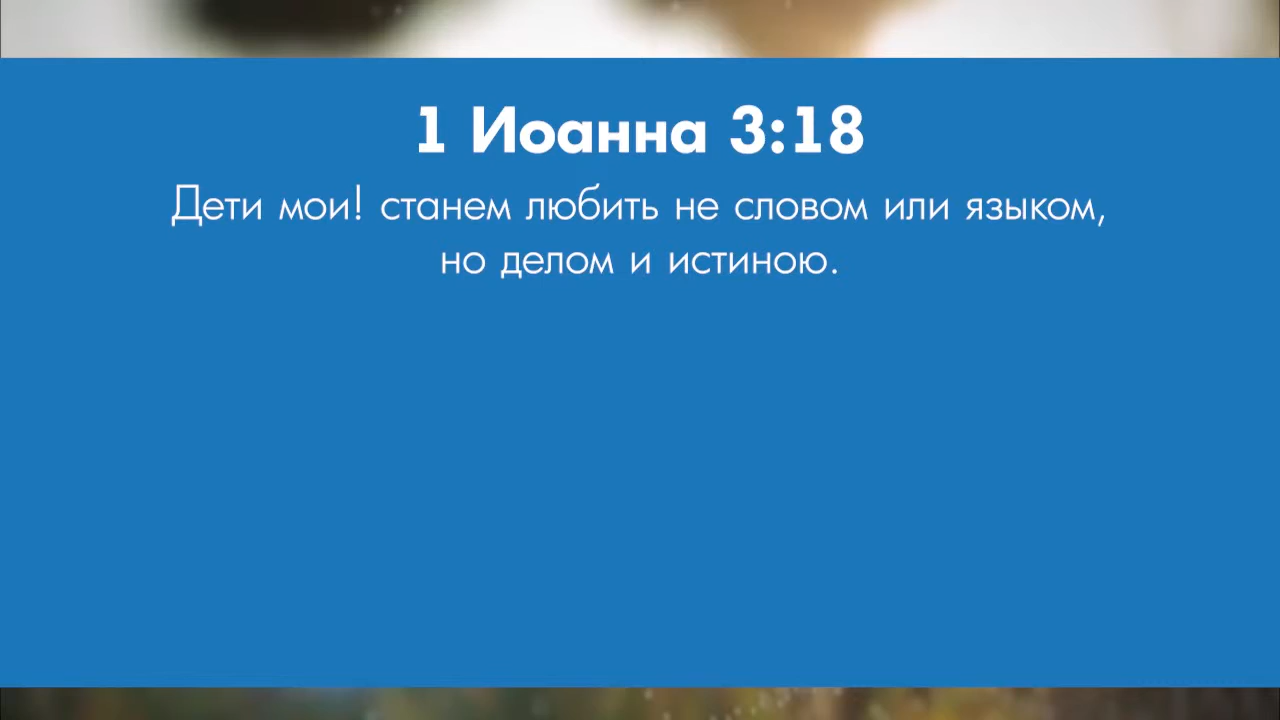 1 Иоанна 3:18
Дети мои! станем любить не словом или языком,
но делом и истиною.